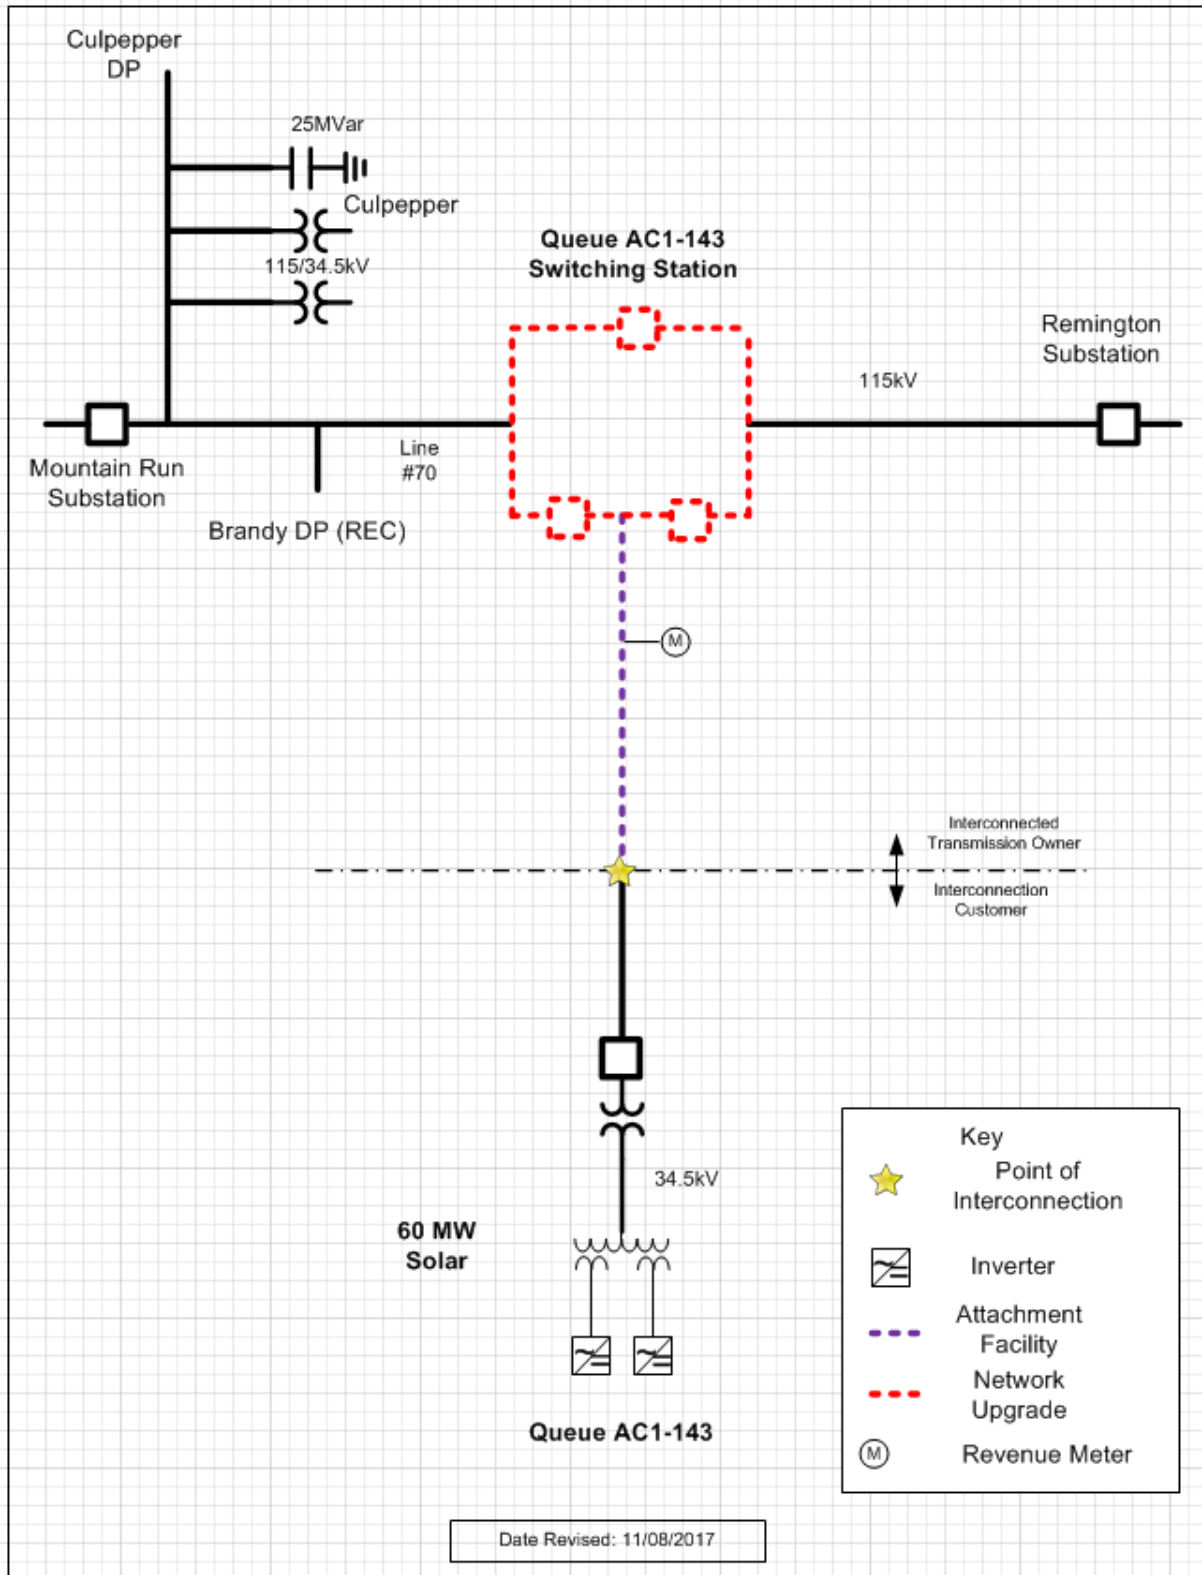 Culpepper
DP
25MVar
Culpepper
115/34.5kV
Queue AC1-143
Switching Station
Remington
Substation
115kV
Line
#70
Mountain Run
Substation
Brandy DP (REC)
M
Interconnected
Transmission Owner
Interconnection
Customer
34.5kV
60 MW
Solar
Queue AC1-143
Key
Point of
Interconnection
Inverter
Attachment
Facility
Network
Upgrade
M
Revenue Meter
Date Revised: 11/08/2017